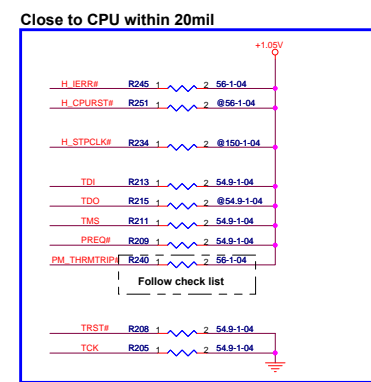 Close to CPU within 20mil
+1.05V
H_IERR# R245 1 2 56-1-04
H_CPURST# R251 1 2 @56-1-04
H_STPCLK# R234 1 2 @150-1-04
TDI R213 1 2 54.9-1-04
TDO R215 1 2 @54.9-1-04
TMS R211 1 2 54.9-1-04
PREQ# R209 1 2 54.9-1-04
PM_THRMTRIP# R240 1 2 56-1-04
Follow check list
TRST# R208 1 2 54.9-1-04
TCK R205 1 2 54.9-1-04